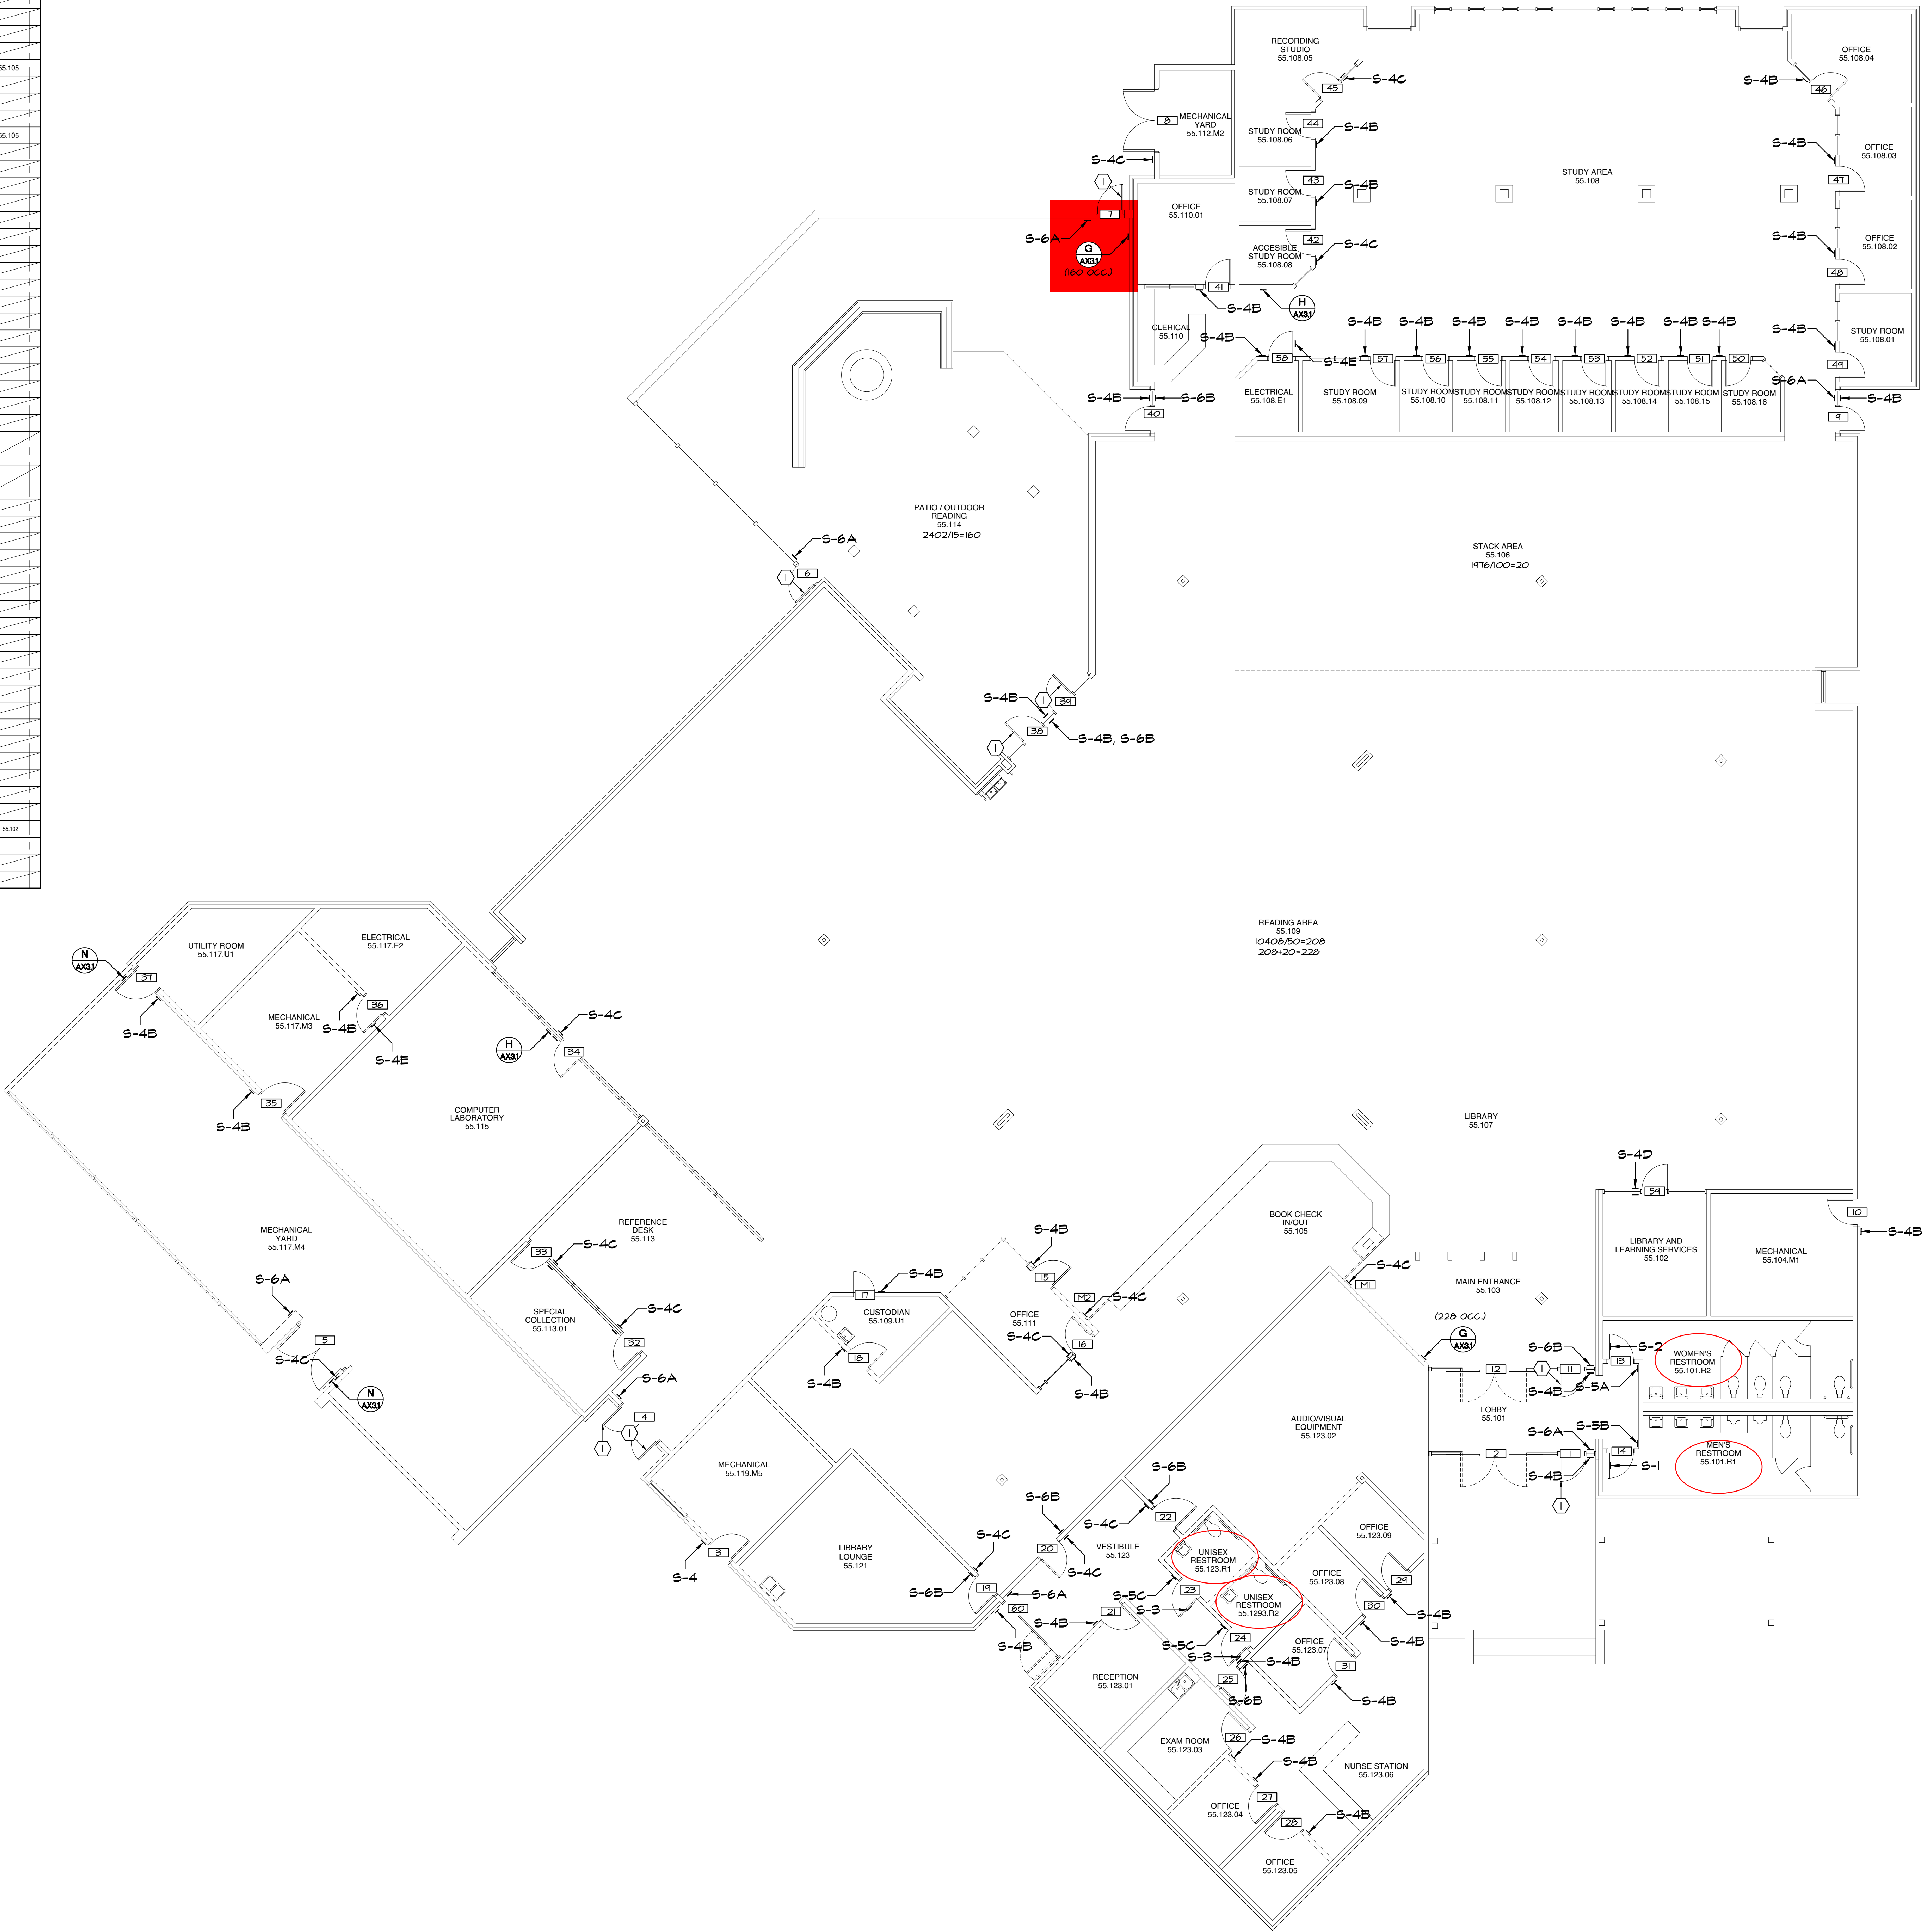 55.105
55.105
55.102
RECORDING
STUDIO
55.108.05
S-4C
45
OFFICE
55.108.04
S-4B
46
MECHANICAL
YARD
55.112.M2
8
S-4C
44
STUDY ROOM
55.108.06
S-4B
STUDY AREA
55.108
S-4B
OFFICE
55.108.03
47
1
7
S-6A
G
AX3.1
(160 OCC.)
OFFICE
55.110.01
43
STUDY ROOM
55.108.07
S-4B
42
ACCESIBLE
STUDY ROOM
55.108.08
S-4C
S-4B
OFFICE
55.108.02
48
41
S-4B
H
AX3.1
CLERICAL
55.110
S-4B
58
S-4E
S-4B
S-4B
S-4B
S-4B
S-4B
S-4B
S-4B
S-4B
57
56
55
54
53
52
51
50
S-4B
STUDY ROOM
55.108.01
49
S-6A
S-4B
9
ELECTRICAL
55.108.E1
STUDY ROOM
55.108.09
STUDY ROOM
55.108.10
STUDY ROOM
55.108.11
STUDY ROOM
55.108.12
STUDY ROOM
55.108.13
STUDY ROOM
55.108.14
STUDY ROOM
55.108.15
STUDY ROOM
55.108.16
S-4B
S-6B
40
PATIO / OUTDOOR
READING
55.114
2402/15=160
S-6A
1
6
STACK AREA
55.106
1976/100=20
S-4B
1
39
38
S-4B, S-6B
1
READING AREA
55.109
10408/50=208
208+20=228
UTILITY ROOM
55.117.U1
ELECTRICAL
55.117.E2
N
AX3.1
37
S-4B
MECHANICAL
55.117.M3
S-4B
36
S-4E
S-4C
H
AX3.1
34
35
S-4B
COMPUTER
LABORATORY
55.115
LIBRARY
55.107
S-4D
59
10
S-4B
MECHANICAL
YARD
55.117.M4
REFERENCE
DESK
55.113
33
S-4C
S-4B
15
BOOK CHECK
IN/OUT
55.105
S-4C
M1
LIBRARY AND
LEARNING SERVICES
55.102
MECHANICAL
55.104.M1
MAIN ENTRANCE
55.103
S-6A
SPECIAL
COLLECTION
55.113.01
S-4C
32
5
S-4C
N
AX3.1
S-4B
17
CUSTODIAN
55.109.U1
18
S-4B
M2
S-4C
OFFICE
55.111
S-4C
16
S-4B
(228 OCC.)
G
AX3.1
S-6B
12
1
11
S-4B
S-2
13
S-5A
WOMEN'S
RESTROOM
55.101.R2
LOBBY
55.101
S-6A
S-5B
2
1
14
S-4B
S-1
MEN'S
RESTROOM
55.101.R1
1
S-6A
4
1
1
AUDIO/VISUAL
EQUIPMENT
55.123.02
MECHANICAL
55.119.M5
S-6B
S-6B
S-4C
22
3
S-4
LIBRARY
LOUNGE
55.121
S-4C
S-6B
19
20
S-4C
VESTIBULE
55.123
S-6A
60
S-4B
S-4B
21
UNISEX
RESTROOM
55.123.R1
S-5C
23
S-3
UNISEX
RESTROOM
55.1293.R2
S-5C
24
S-3
S-4B
25
S-6B
OFFICE
55.123.09
29
OFFICE
55.123.08
30
S-4B
S-4B
OFFICE
55.123.07
31
S-4B
RECEPTION
55.123.01
EXAM ROOM
55.123.03
26
S-4B
S-4B
NURSE STATION
55.123.06
OFFICE
55.123.04
27
28
S-4B
OFFICE
55.123.05